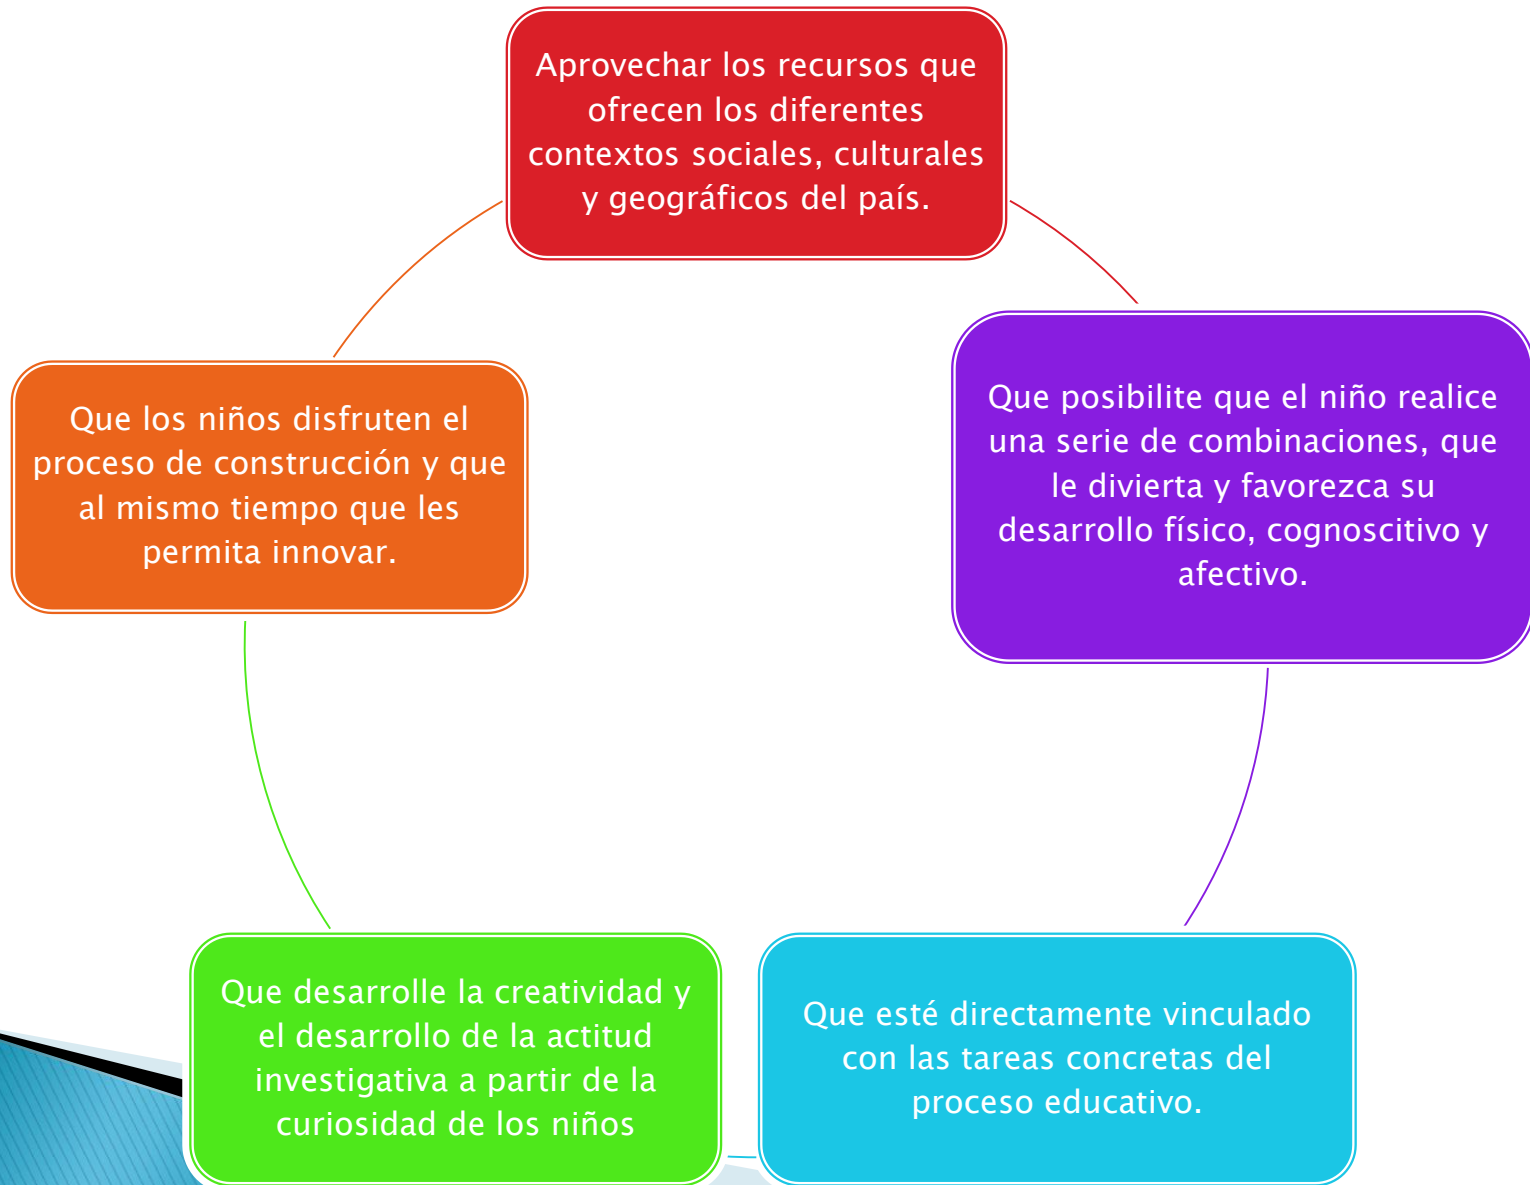 Aprovechar los recursos que
ofrecen los diferentes
contextos sociales, culturales
y geográficos del país.
Que posibilite que el niño realice
una serie de combinaciones, que
le divierta y favorezca su
desarrollo físico, cognoscitivo y
afectivo.
Que esté directamente vinculado
con las tareas concretas del
proceso educativo.
Que desarrolle la creatividad y
el desarrollo de la actitud
investigativa a partir de la
curiosidad de los niños
Que los niños disfruten el
proceso de construcción y que
al mismo tiempo que les
permita innovar.